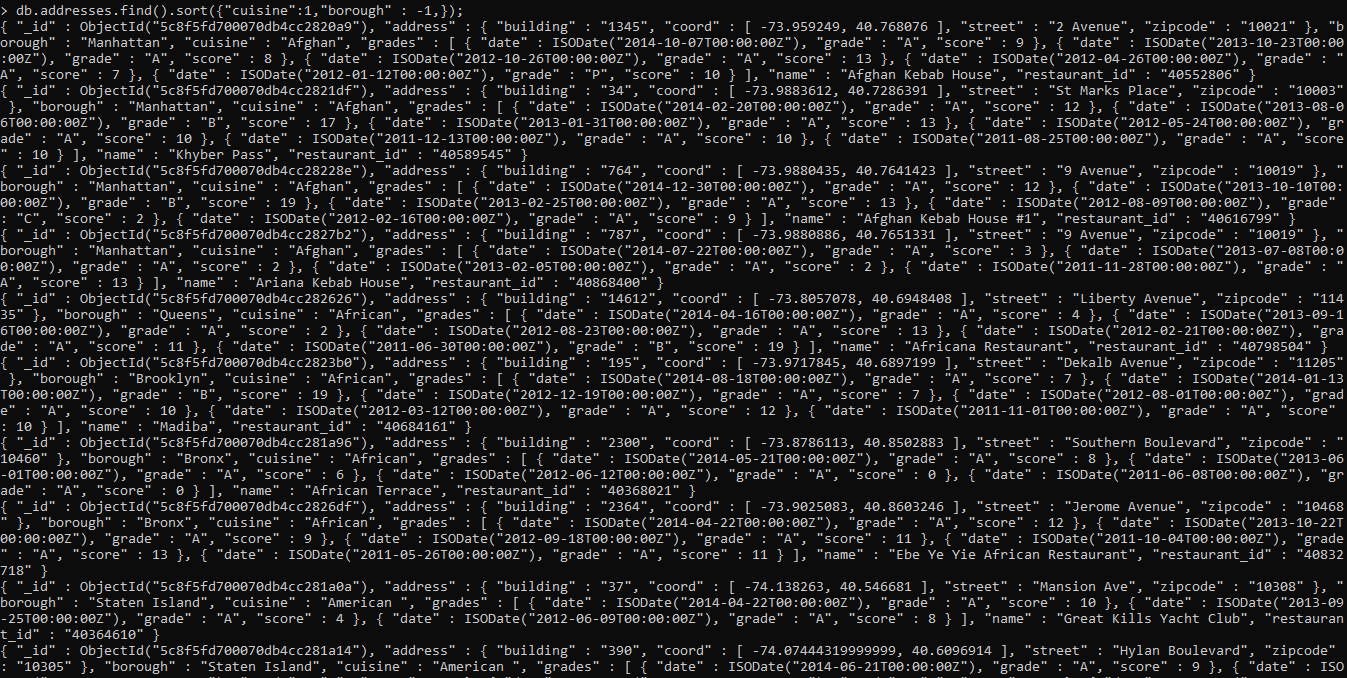 > db.addresses.find().sort({"cuisine":1,"borough" : -1,});
{ "_id" : ObjectId("5c8f5fd700070db4cc2820a9"), "address" : { "building" : "1345", "coord" : [ -73.959249, 40.768076 ], "street" : "2 Avenue", "zipcode" : "10021" }, "b
orough" : "Manhattan", "cuisine" : "Afghan", "grades" : [ { "date" : ISODate("2014-10-07T00:00:00Z"), "grade" : "A", "score" : 9 }, { "date" : ISODate("2013-10-23T00:00
:00Z"), "grade" : "A", "score" : 8 }, { "date" : ISODate("2012-10-26T00:00:00Z"), "grade" : "A", "score" : 13 }, { "date" : ISODate("2012-04-26T00:00:00Z"), "grade" : "
A", "score" : 7 }, { "date" : ISODate("2012-01-12T00:00:00Z"), "grade" : "P", "score" : 10 } ], "name" : "Afghan Kebab House", "restaurant_id" : "40552806" }
{ "_id" : ObjectId("5c8f5fd700070db4cc2821df"), "address" : { "building" : "34", "coord" : [ -73.9883612, 40.7286391 ], "street" : "St Marks Place", "zipcode" : "10003"
 }, "borough" : "Manhattan", "cuisine" : "Afghan", "grades" : [ { "date" : ISODate("2014-02-20T00:00:00Z"), "grade" : "A", "score" : 12 }, { "date" : ISODate("2013-08-0
6T00:00:00Z"), "grade" : "B", "score" : 17 }, { "date" : ISODate("2013-01-31T00:00:00Z"), "grade" : "A", "score" : 13 }, { "date" : ISODate("2012-05-24T00:00:00Z"), "gr
ade" : "A", "score" : 10 }, { "date" : ISODate("2011-12-13T00:00:00Z"), "grade" : "A", "score" : 10 }, { "date" : ISODate("2011-08-25T00:00:00Z"), "grade" : "A", "score
" : 10 } ], "name" : "Khyber Pass", "restaurant_id" : "40589545" }
{ "_id" : ObjectId("5c8f5fd700070db4cc28228e"), "address" : { "building" : "764", "coord" : [ -73.9880435, 40.7641423 ], "street" : "9 Avenue", "zipcode" : "10019" }, "
borough" : "Manhattan", "cuisine" : "Afghan", "grades" : [ { "date" : ISODate("2014-12-30T00:00:00Z"), "grade" : "A", "score" : 12 }, { "date" : ISODate("2013-10-10T00:
00:00Z"), "grade" : "B", "score" : 19 }, { "date" : ISODate("2013-02-25T00:00:00Z"), "grade" : "A", "score" : 13 }, { "date" : ISODate("2012-08-09T00:00:00Z"), "grade"
: "C", "score" : 2 }, { "date" : ISODate("2012-02-16T00:00:00Z"), "grade" : "A", "score" : 9 } ], "name" : "Afghan Kebab House #1", "restaurant_id" : "40616799" }
{ "_id" : ObjectId("5c8f5fd700070db4cc2827b2"), "address" : { "building" : "787", "coord" : [ -73.9880886, 40.7651331 ], "street" : "9 Avenue", "zipcode" : "10019" }, "
borough" : "Manhattan", "cuisine" : "Afghan", "grades" : [ { "date" : ISODate("2014-07-22T00:00:00Z"), "grade" : "A", "score" : 3 }, { "date" : ISODate("2013-07-08T00:0
0:00Z"), "grade" : "A", "score" : 2 }, { "date" : ISODate("2013-02-05T00:00:00Z"), "grade" : "A", "score" : 2 }, { "date" : ISODate("2011-11-28T00:00:00Z"), "grade" : "
A", "score" : 13 } ], "name" : "Ariana Kebab House", "restaurant_id" : "40868400" }
{ "_id" : ObjectId("5c8f5fd700070db4cc282626"), "address" : { "building" : "14612", "coord" : [ -73.8057078, 40.6948408 ], "street" : "Liberty Avenue", "zipcode" : "114
35" }, "borough" : "Queens", "cuisine" : "African", "grades" : [ { "date" : ISODate("2014-04-16T00:00:00Z"), "grade" : "A", "score" : 4 }, { "date" : ISODate("2013-09-1
6T00:00:00Z"), "grade" : "A", "score" : 2 }, { "date" : ISODate("2012-08-23T00:00:00Z"), "grade" : "A", "score" : 13 }, { "date" : ISODate("2012-02-21T00:00:00Z"), "gra
de" : "A", "score" : 11 }, { "date" : ISODate("2011-06-30T00:00:00Z"), "grade" : "B", "score" : 19 } ], "name" : "Africana Restaurant", "restaurant_id" : "40798504" }
{ "_id" : ObjectId("5c8f5fd700070db4cc2823b0"), "address" : { "building" : "195", "coord" : [ -73.9717845, 40.6897199 ], "street" : "Dekalb Avenue", "zipcode" : "11205"
 }, "borough" : "Brooklyn", "cuisine" : "African", "grades" : [ { "date" : ISODate("2014-08-18T00:00:00Z"), "grade" : "A", "score" : 7 }, { "date" : ISODate("2014-01-13
T00:00:00Z"), "grade" : "B", "score" : 19 }, { "date" : ISODate("2012-12-19T00:00:00Z"), "grade" : "A", "score" : 7 }, { "date" : ISODate("2012-08-01T00:00:00Z"), "grad
e" : "A", "score" : 10 }, { "date" : ISODate("2012-03-12T00:00:00Z"), "grade" : "A", "score" : 12 }, { "date" : ISODate("2011-11-01T00:00:00Z"), "grade" : "A", "score"
: 10 } ], "name" : "Madiba", "restaurant_id" : "40684161" }
{ "_id" : ObjectId("5c8f5fd700070db4cc281a96"), "address" : { "building" : "2300", "coord" : [ -73.8786113, 40.8502883 ], "street" : "Southern Boulevard", "zipcode" : "
10460" }, "borough" : "Bronx", "cuisine" : "African", "grades" : [ { "date" : ISODate("2014-05-21T00:00:00Z"), "grade" : "A", "score" : 8 }, { "date" : ISODate("2013-06
-01T00:00:00Z"), "grade" : "A", "score" : 6 }, { "date" : ISODate("2012-06-12T00:00:00Z"), "grade" : "A", "score" : 0 }, { "date" : ISODate("2011-06-08T00:00:00Z"), "gr
ade" : "A", "score" : 0 } ], "name" : "African Terrace", "restaurant_id" : "40368021" }
{ "_id" : ObjectId("5c8f5fd700070db4cc2826df"), "address" : { "building" : "2364", "coord" : [ -73.9025083, 40.8603246 ], "street" : "Jerome Avenue", "zipcode" : "10468
" }, "borough" : "Bronx", "cuisine" : "African", "grades" : [ { "date" : ISODate("2014-04-22T00:00:00Z"), "grade" : "A", "score" : 12 }, { "date" : ISODate("2013-10-22T
00:00:00Z"), "grade" : "A", "score" : 9 }, { "date" : ISODate("2012-09-18T00:00:00Z"), "grade" : "A", "score" : 11 }, { "date" : ISODate("2011-10-04T00:00:00Z"), "grade
" : "A", "score" : 13 }, { "date" : ISODate("2011-05-26T00:00:00Z"), "grade" : "A", "score" : 11 } ], "name" : "Ebe Ye Yie African Restaurant", "restaurant_id" : "40832
718" }
{ "_id" : ObjectId("5c8f5fd700070db4cc281a0a"), "address" : { "building" : "37", "coord" : [ -74.138263, 40.546681 ], "street" : "Mansion Ave", "zipcode" : "10308" }, "
borough" : "Staten Island", "cuisine" : "American ", "grades" : [ { "date" : ISODate("2014-04-22T00:00:00Z"), "grade" : "A", "score" : 10 }, { "date" : ISODate("2013-09
-25T00:00:00Z"), "grade" : "A", "score" : 4 }, { "date" : ISODate("2012-06-09T00:00:00Z"), "grade" : "A", "score" : 8 } ], "name" : "Great Kills Yacht Club", "restauran
t_id" : "40364610" }
{ "_id" : ObjectId("5c8f5fd700070db4cc281a14"), "address" : { "building" : "390", "coord" : [ -74.07444319999999, 40.6096914 ], "street" : "Hylan Boulevard", "zipcode"
: "10305" }, "borough" : "Staten Island", "cuisine" : "American ", "grades" : [ { "date" : ISODate("2014-06-21T00:00:00Z"), "grade" : "A", "score" : 9 }, { "date" : ISO